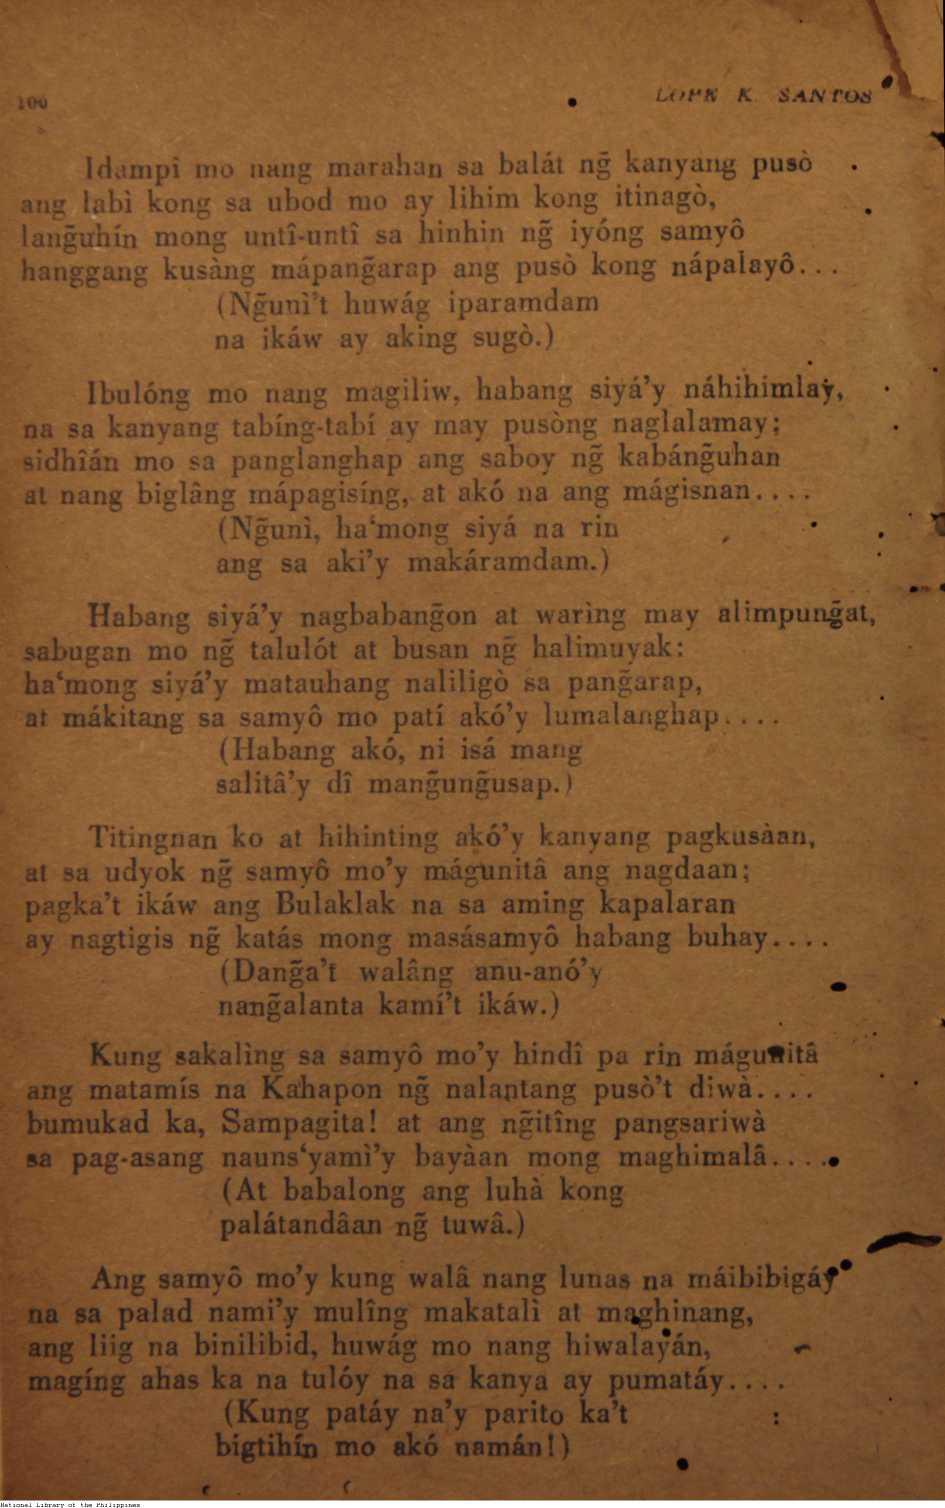 100
LOPE K. SANTOS
Idampî mo nang marahan sa balát ng̃ kanyang pusò
ang labì kong sa ubod mo ay lihim kong itinagò,
lang̃uhín mong untî-untî sa hinhin ng̃ iyóng samyô
hanggang kusàng mápang̃arap ang pusò kong nápalayô...
(Ng̃unì't huwág iparamdam
na ikáw ay aking sugò.)
Ibulóng mo nang magiliw, habang siyá'y náhihimlay,
na sa kanyang tabíng-tabí ay may pusòng naglalamay;
sidhîán mo sa panglanghap ang saboy ng̃ kabáng̃uhan
at nang biglâng mápagisíng, at akó na ang mágisnan....
(Ng̃unì, ha‘mong siyá na rin
ang sa aki'y makáramdam.)
Habang siyá'y nagbabang̃on at warìng may alimpung̃at,
sabugan mo ng̃ talulót at busan ng̃ halimuyak:
ha‘mong siyá'y matauhang naliligò sa pang̃arap,
at mákitang sa samyô mo patí akó'y lumalanghap....
(Habang akó, ni isá mang
salitâ'y dî mang̃ung̃usap.)
Titingnan ko at hihinting akó'y kanyang pagkusàan,
at sa udyok ng̃ samyô mo'y mágunitâ ang nagdaan;
pagka't ikáw ang Bulaklak na sa aming kapalaran
ay nagtigis ng̃ katás mong masásamyô habang buhay....
(Dang̃a't walâng anu-anó'y
nang̃alanta kamí't ikáw.)
Kung sakalìng sa samyô mo'y hindî pa rin mágunitâ
ang matamís na Kahapon ng̃ nalantang pusò't diwà....
bumukad ka, Sampagita! at ang ng̃itîng pangsariwà
sa pag-asang nauns‘yamì'y bayàan mong maghimalâ....
(At babalong ang luhà kong
palátandâan ng̃ tuwâ.)
Ang samyô mo'y kung walâ nang lunas na máibibigáy
na sa palad nami'y mulîng makatalì at maghinang,
ang liig na binilibid, huwág mo nang hiwalayán,
magíng ahas ka na tulóy na sa kanya ay pumatáy....
(Kung patáy na'y parito ka't
bigtihín mo akó namán!)
National Library of the Philippines